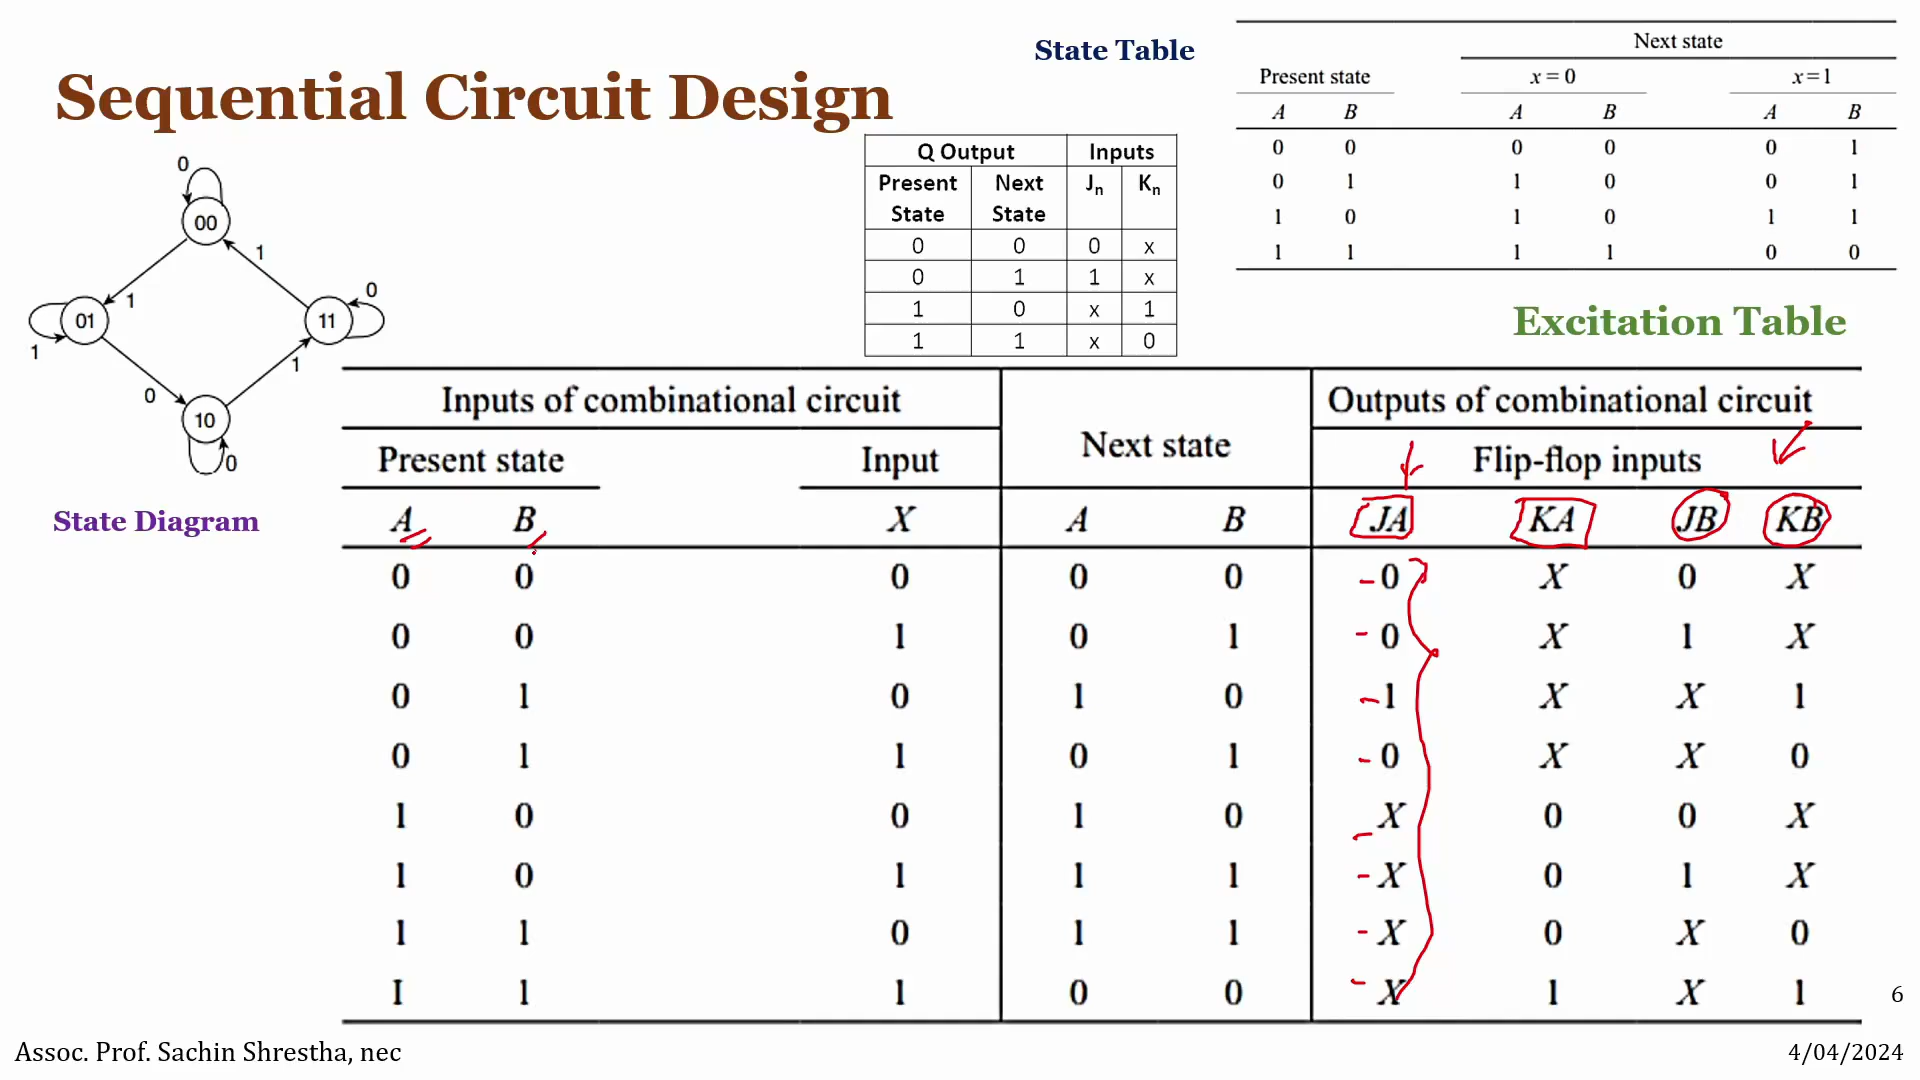 Sequential Circuit Design
State Table
Next state
Present state x = 0 x = 1
A B A B A B
0 0 0 0 0 1
0 1 1 0 0 1
1 0 1 0 1 1
1 1 1 1 0 0
Q Output Inputs
Present State Next State Jn Kn
0 0 0 x
0 1 1 x
1 0 x 1
1 1 x 0
0
00
1
1
01
1
11
0
0
1
10
0
State Diagram
Excitation Table
Inputs of combinational circuit Next state Outputs of combinational circuit
Present state Input Flip-flop inputs
A B X A B JA KA JB KB
0 0 0 0 0 0 X 0 X
0 0 1 0 1 0 X 1 X
0 1 0 1 0 1 X X 1
0 1 1 0 1 0 X X 0
1 0 0 1 0 X 0 0 X
1 0 1 1 1 X 0 1 X
1 1 0 1 1 X 0 X 0
I 1 1 0 0 X 1 X 1
6
Assoc. Prof. Sachin Shrestha, nec
4/04/2024